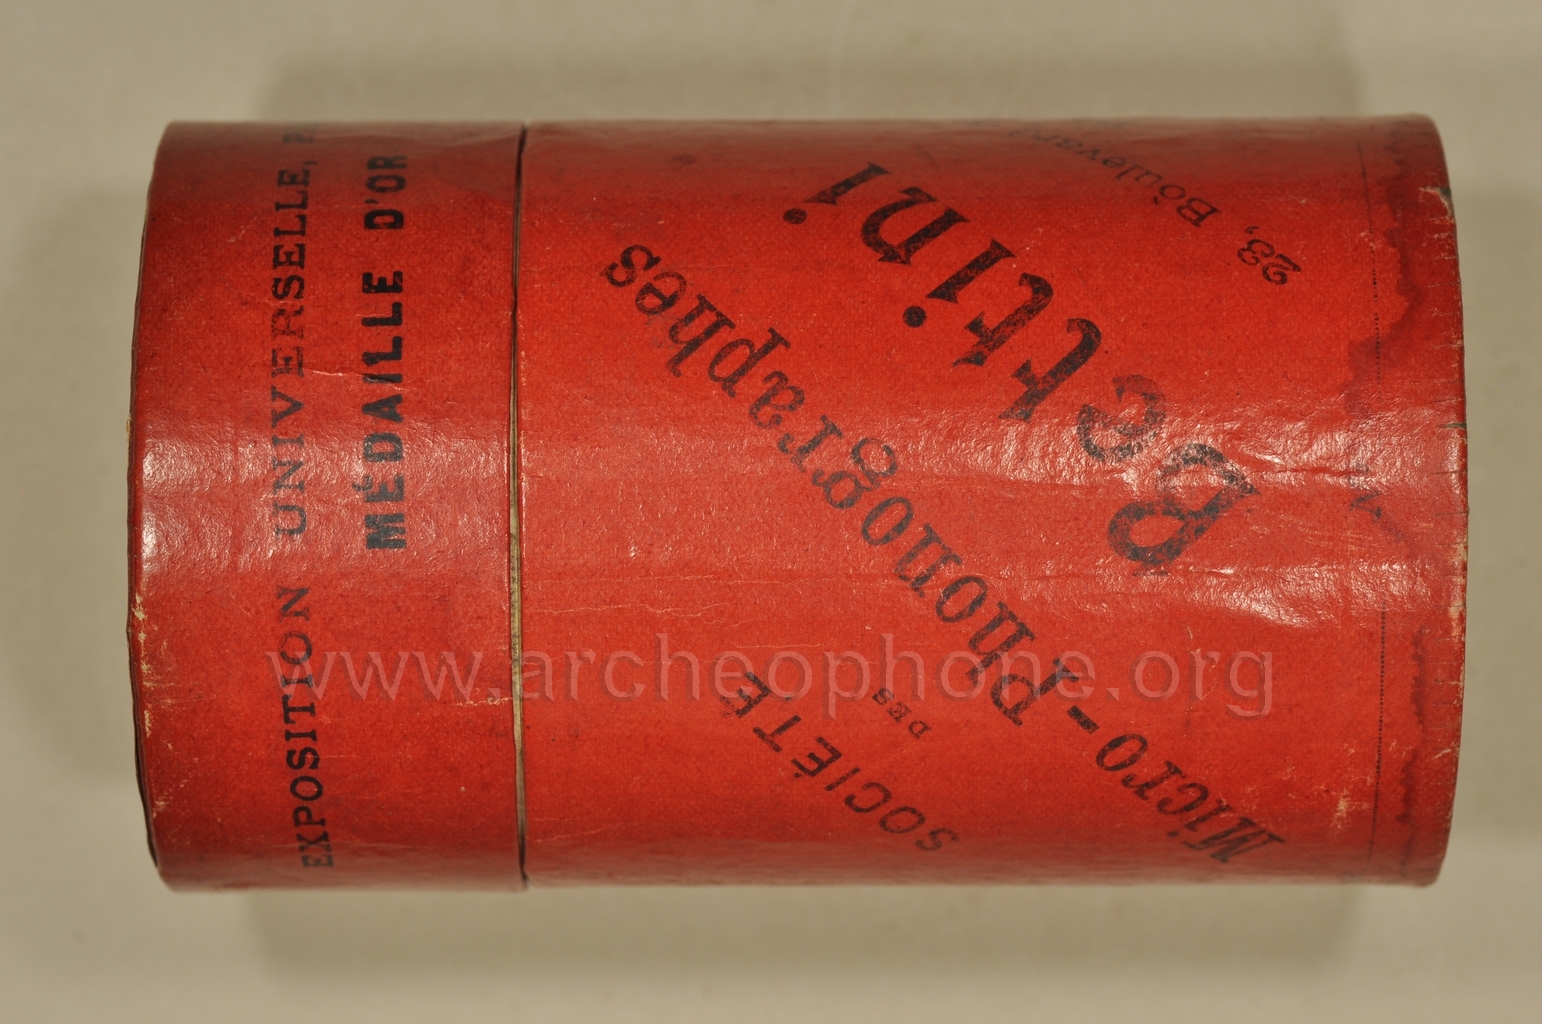 EXPOSITION UNIVERSELLE,
MÉDAILLE D'OR
SOCIÉTÉ
DES
Micro-Phonographes
Bettini
23, Boulevard
www.archeophone.org